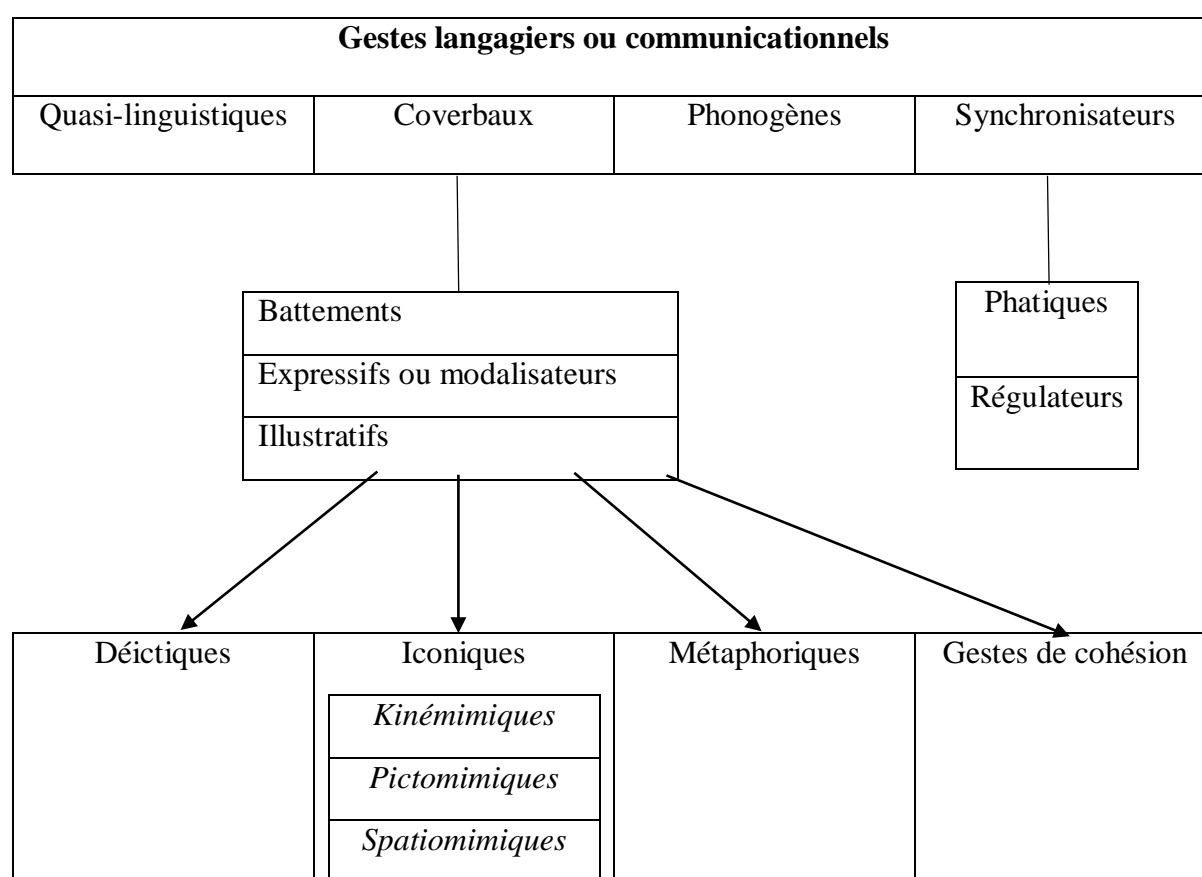 Gestes langagiers ou communicationnels
Quasi-linguistiques
Coverbaux
Phonogènes
Synchronisateurs
Battements
Expressifs ou modalisateurs
Illustratifs
Phatiques
Régulateurs
Déictiques
Iconiques
Métaphoriques
Gestes de cohésion
Kinémimiques
Pictomimiques
Spatiomimiques